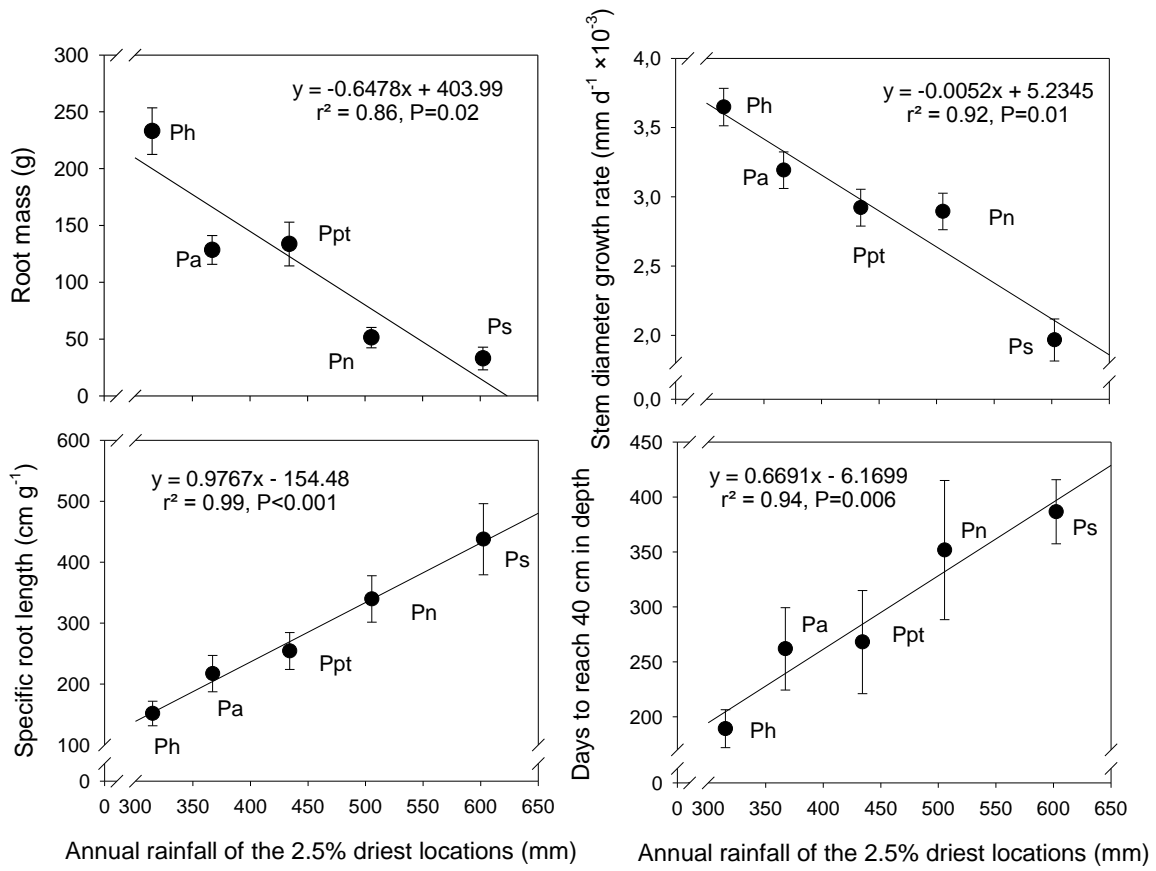 Root mass (g)
300
250
200
150
100
50
0
y = -0.6478x + 403.99
r² = 0.86, P=0.02
Ph
Pa
Ppt
Pn
Ps
Stem diameter growth rate (mm d⁻¹ ×10⁻³)
4,0
3,5
3,0
2,5
2,0
0,0
y = -0.0052x + 5.2345
r² = 0.92, P=0.01
Ph
Pa
Ppt
Pn
Ps
Specific root length (cm g⁻¹)
600
500
400
300
200
100
0
y = 0.9767x - 154.48
r² = 0.99, P<0.001
Ph
Pa
Ppt
Pn
Ps
0 300 350 400 450 500 550 600 650
Annual rainfall of the 2.5% driest locations (mm)
Days to reach 40 cm in depth
450
400
350
300
250
200
0
y = 0.6691x - 6.1699
r² = 0.94, P=0.006
Ph
Pa
Ppt
Pn
Ps
0 300 350 400 450 500 550 600 650
Annual rainfall of the 2.5% driest locations (mm)